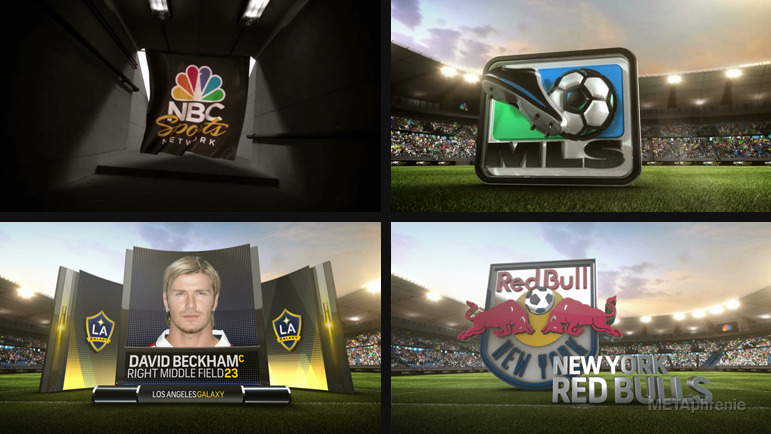 NBC
Sports
NETWORK
MLS
LA
GALAXY
LA
GALAXY
DAVID BECKHAM C
RIGHT MIDDLE FIELD 23
LOS ANGELES GALAXY
Red Bull
NEW YORK
NEW YORK
RED BULLS
METAphrenie